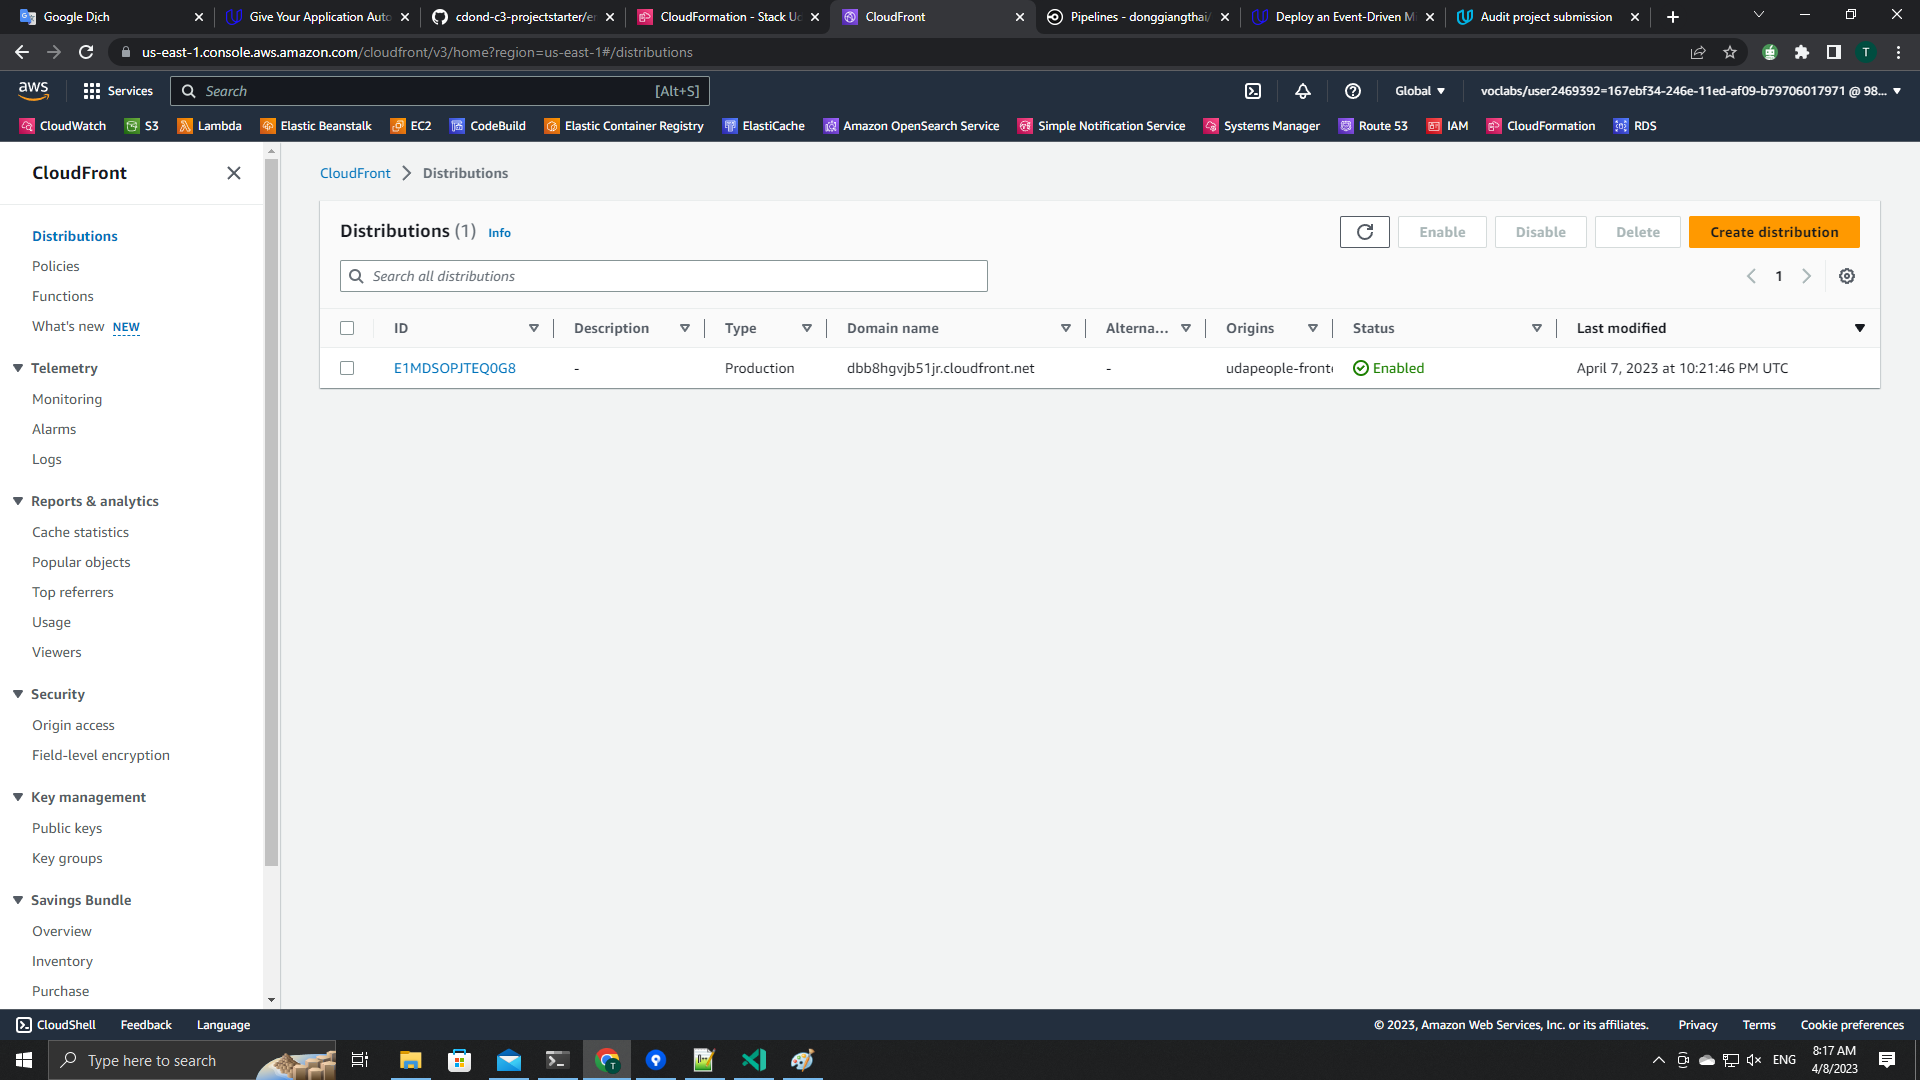 Google Dịch
Give Your Application Auto
cdond-c3-projectstarter/er
CloudFormation - Stack Uc
CloudFront
Pipelines - donggiangthai/
Deploy an Event-Driven Mi
Audit project submission
us-east-1.console.aws.amazon.com/cloudfront/v3/home?region=us-east-1#/distributions
T
aws
Services
Search
[Alt+S]
Global
voclabs/user2469392=167ebf34-246e-11ed-af09-b79706017971 @ 98...
CloudWatch
S3
Lambda
Elastic Beanstalk
EC2
CodeBuild
Elastic Container Registry
ElastiCache
Amazon OpenSearch Service
Simple Notification Service
Systems Manager
Route 53
IAM
CloudFormation
RDS
CloudFront
Distributions
Policies
Functions
What's new NEW
Telemetry
Monitoring
Alarms
Logs
Reports & analytics
Cache statistics
Popular objects
Top referrers
Usage
Viewers
Security
Origin access
Field-level encryption
Key management
Public keys
Key groups
Savings Bundle
Overview
Inventory
Purchase
CloudFront
Distributions
Distributions (1) Info
Enable
Disable
Delete
Create distribution
Search all distributions
1
ID
Description
Type
Domain name
Alterna...
Origins
Status
Last modified
E1MDSOPJTEQ0G8
-
Production
dbb8hgvjb51jr.cloudfront.net
-
udapeople-fronte
Enabled
April 7, 2023 at 10:21:46 PM UTC
CloudShell
Feedback
Language
© 2023, Amazon Web Services, Inc. or its affiliates.
Privacy
Terms
Cookie preferences
Type here to search
ENG
8:17 AM
4/8/2023